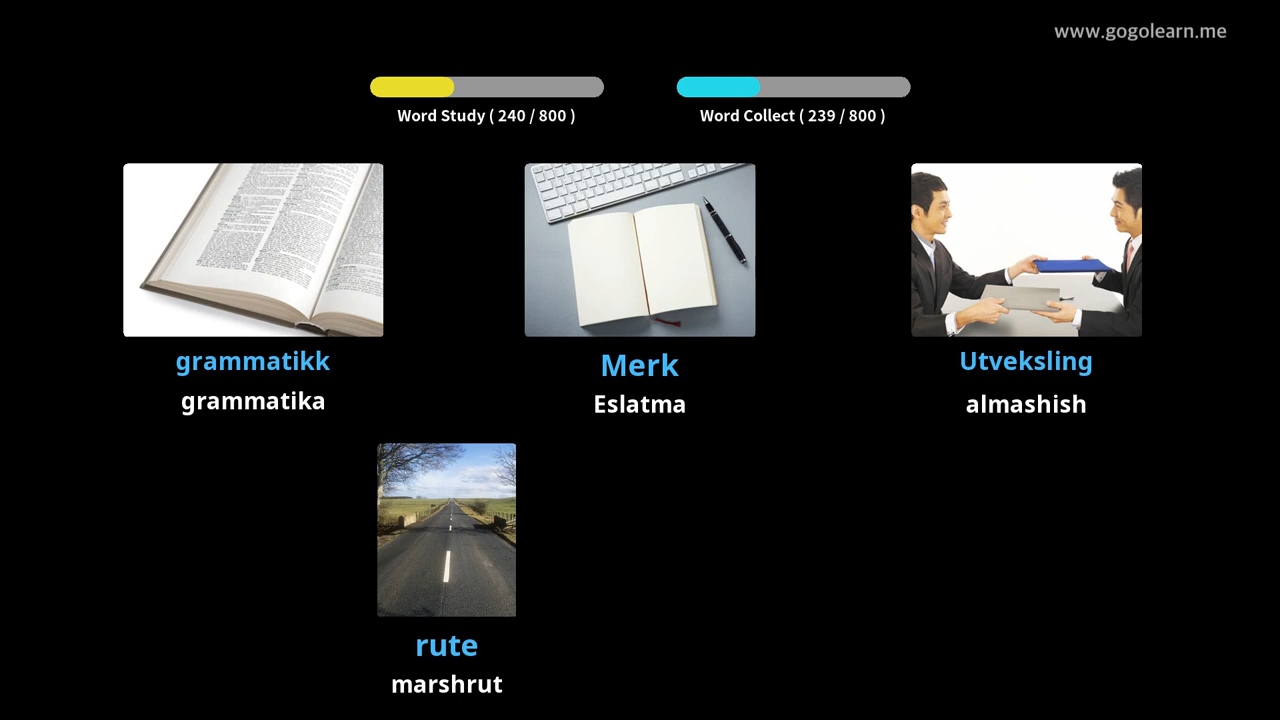 www.gogolearn.me
Word Study ( 240 / 800 )
Word Collect ( 239 / 800 )
grammatikk
grammatika
Merk
Eslatma
Utveksling
almashish
rute
marshrut